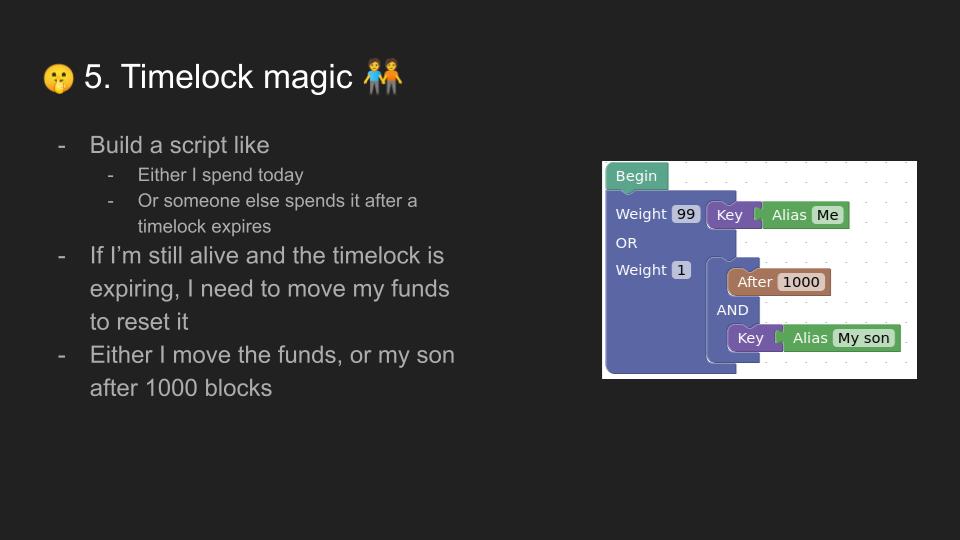 🤫 5. Timelock magic 🧑‍🤝‍🧑
- Build a script like
- Either I spend today
- Or someone else spends it after a
timelock expires
- If I’m still alive and the timelock is
expiring, I need to move my funds
to reset it
- Either I move the funds, or my son
after 1000 blocks
Begin
Weight 99 Key Alias Me
OR
Weight 1
After 1000
AND
Key Alias My son